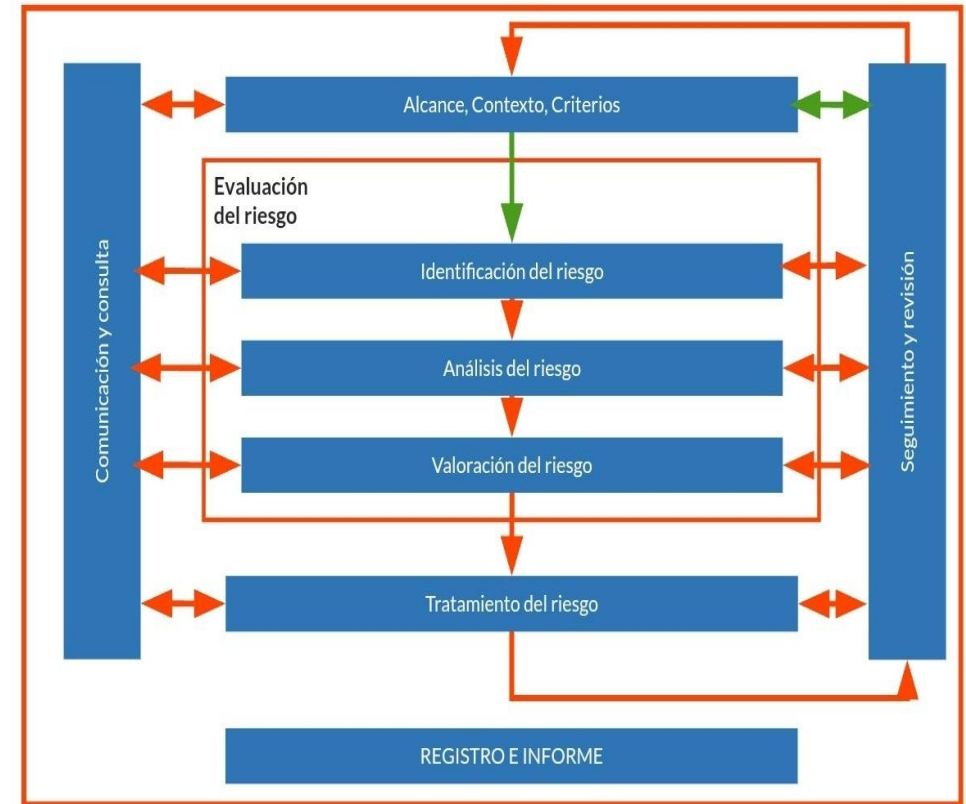 Alcance, Contexto, Criterios
Evaluación
del riesgo
Comunicación y consulta
Identificación del riesgo
Análisis del riesgo
Valoración del riesgo
Seguimiento y revisión
Tratamiento del riesgo
REGISTRO E INFORME